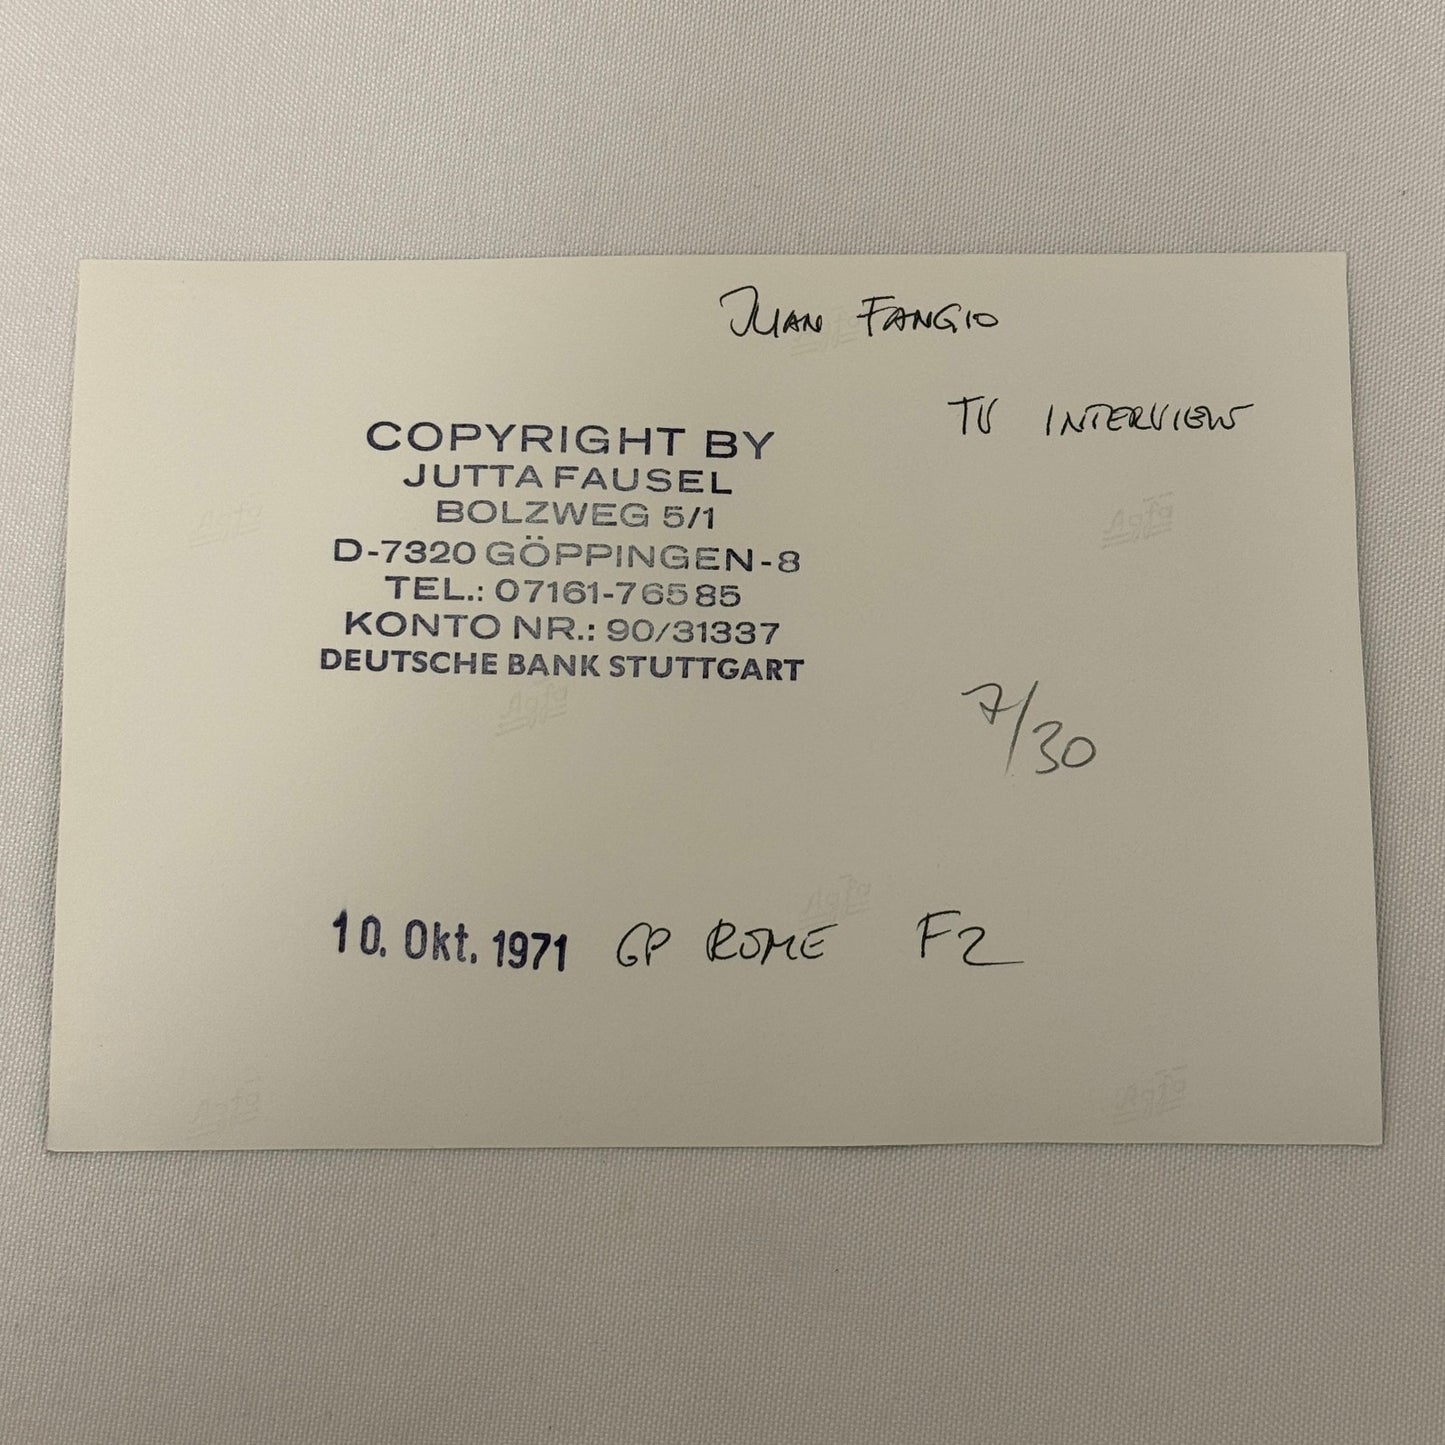 JUAN FANGIO
TV INTERVIEW
COPYRIGHT BY
JUTTA FAUSEL
BOLZWEG 5/1
D-7320 GÖPPINGEN-8
TEL.: 07161-76585
KONTO NR.: 90/31337
DEUTSCHE BANK STUTTGART
7/30
10. Okt. 1971 GP ROME F2